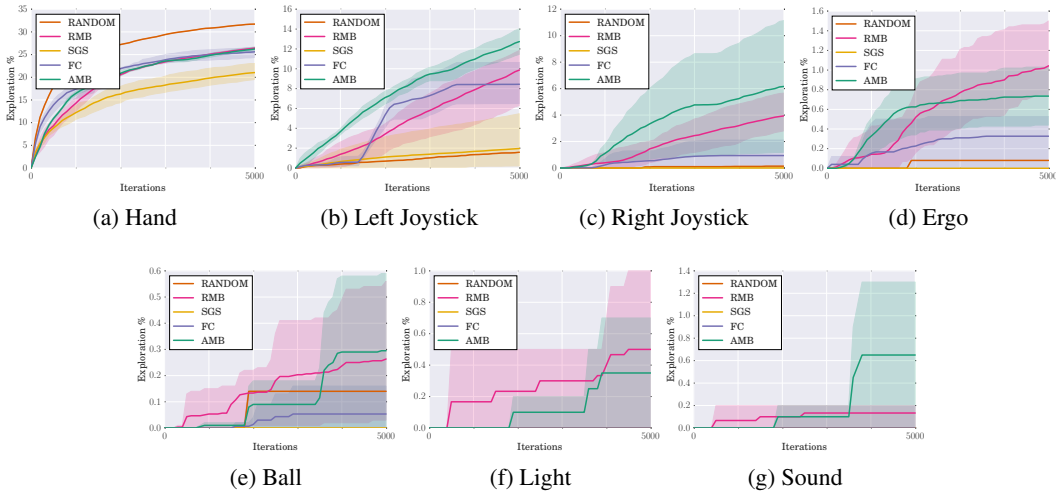 35
30
25
20
15
10
5
0
Exploration %
RANDOM
RMB
SGS
FC
AMB
5000
Iterations
(a) Hand
16
14
12
10
8
6
4
2
0
Exploration %
RANDOM
RMB
SGS
FC
AMB
5000
Iterations
(b) Left Joystick
12
10
8
6
4
2
0
Exploration %
RANDOM
RMB
SGS
FC
AMB
5000
Iterations
(c) Right Joystick
1.6
1.4
1.2
1.0
0.8
0.6
0.4
0.2
0.0
Exploration %
RANDOM
RMB
SGS
FC
AMB
5000
Iterations
(d) Ergo
0.6
0.5
0.4
0.3
0.2
0.1
0.0
Exploration %
RANDOM
RMB
SGS
FC
AMB
5000
Iterations
(e) Ball
1.0
0.8
0.6
0.4
0.2
0.0
Exploration %
RANDOM
RMB
SGS
FC
AMB
5000
Iterations
(f) Light
1.4
1.2
1.0
0.8
0.6
0.4
0.2
0.0
Exploration %
RANDOM
RMB
SGS
FC
AMB
5000
Iterations
(g) Sound